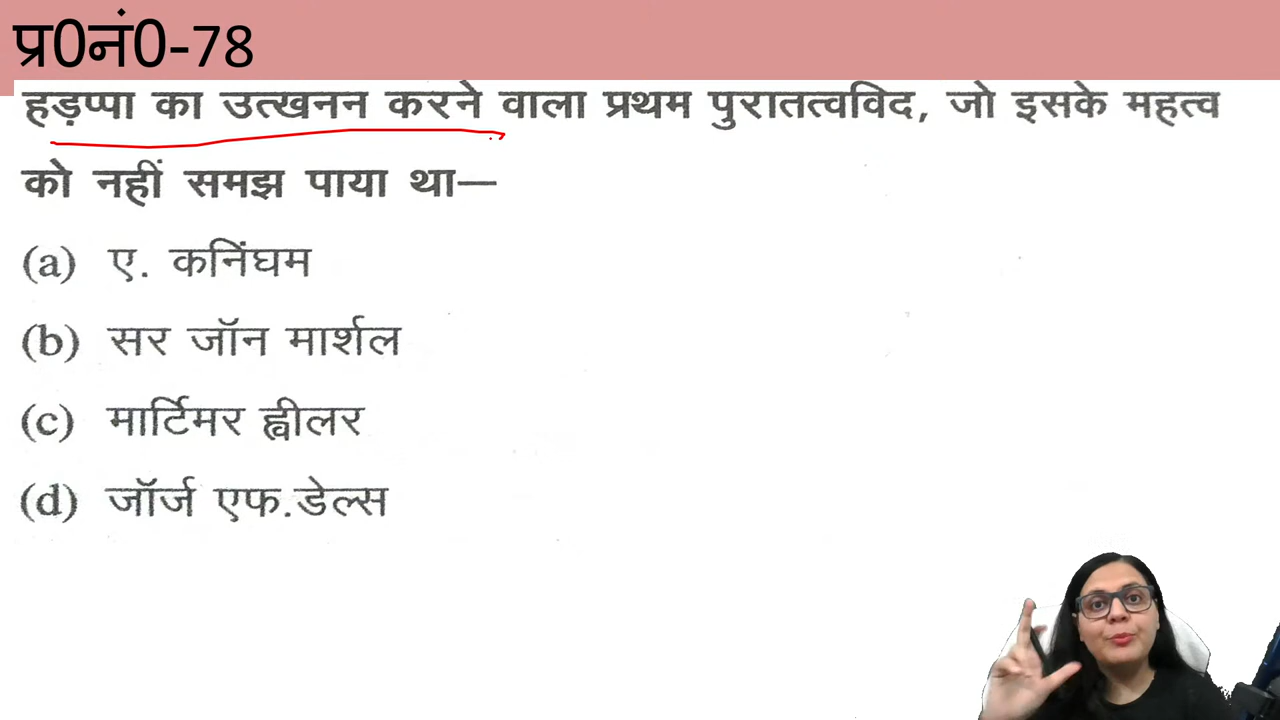 प्र0नं0-78
हड़प्पा का उत्खनन करने वाला प्रथम पुरातत्वविद, जो इसके महत्व
को नहीं समझ पाया था—
(a) ए. कनिंघम
(b) सर जॉन मार्शल
(c) मार्टिमर ह्वीलर
(d) जॉर्ज एफ.डेल्स